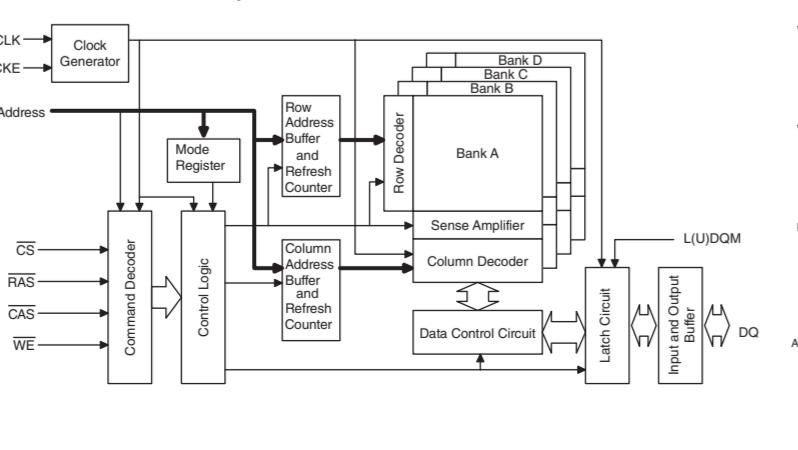 CLK
CKE
Clock
Generator
Address
Mode
Register
Row
Address
Buffer
and
Refresh
Counter
Row Decoder
Bank D
Bank C
Bank B
Bank A
Sense Amplifier
Column Decoder
Column
Address
Buffer
and
Refresh
Counter
CS
RAS
CAS
WE
Command Decoder
Control Logic
Data Control Circuit
Latch Circuit
L(U)DQM
Input and Output
Buffer
DQ
A